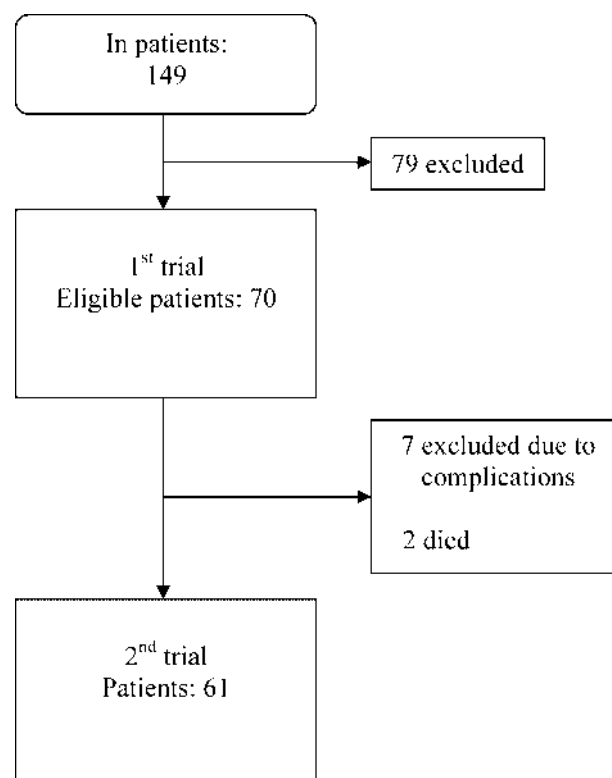 In patients:
149
79 excluded
1st trial
Eligible patients: 70
7 excluded due to
complications
2 died
2nd trial
Patients: 61